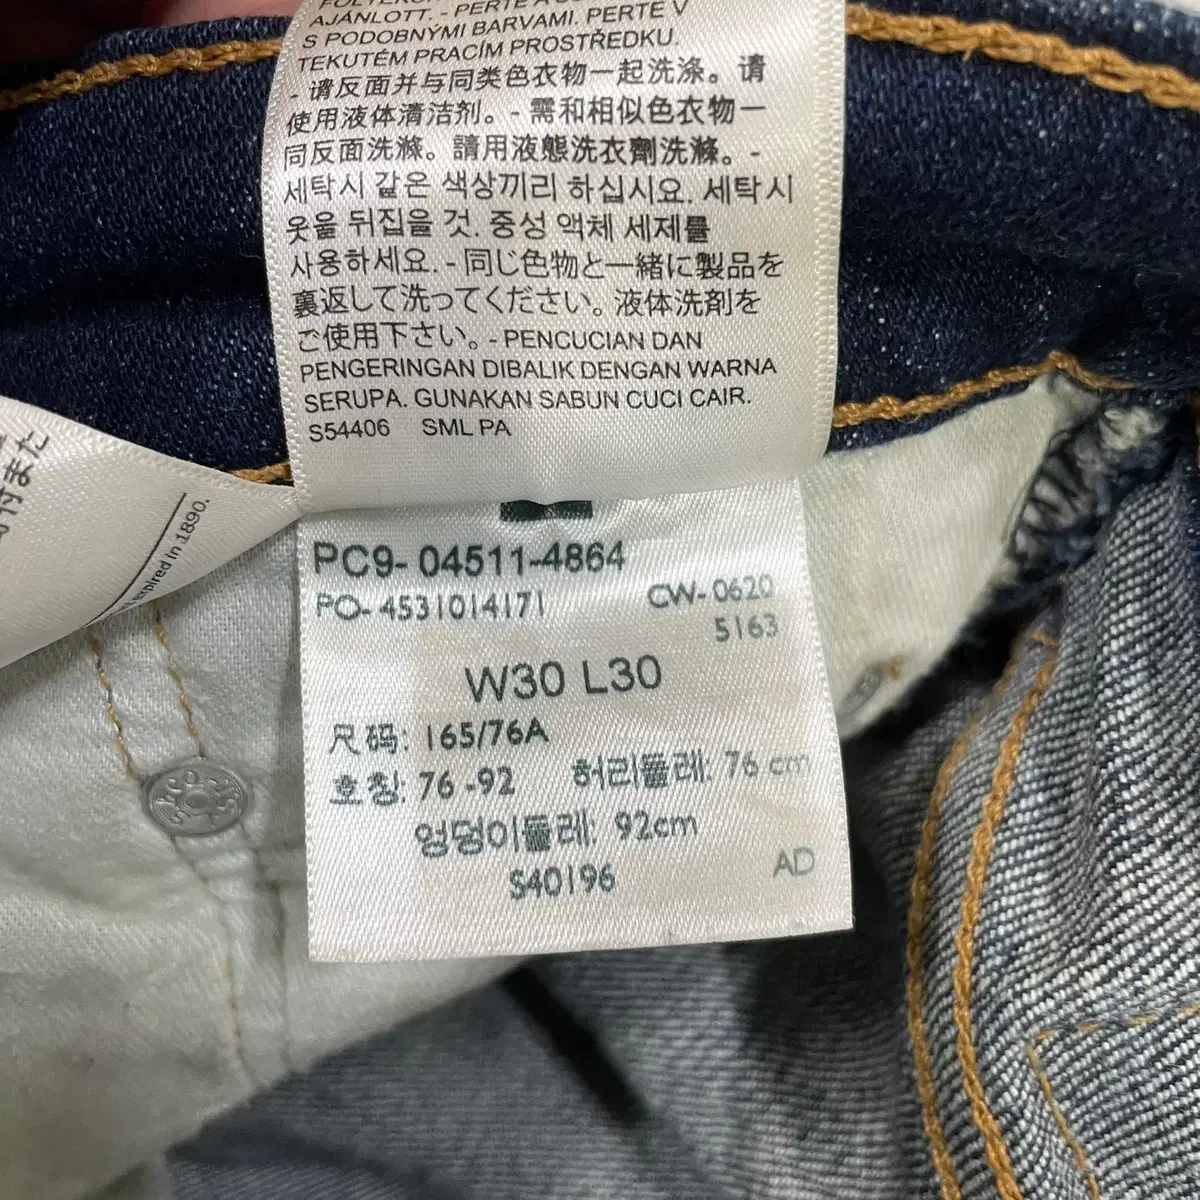 AJÁNLOTT. - PERTE
S PODOBNÝMI BARVAMI. PERTE V
TEKUTÉM PRACÍM PROSTŘEDKU.
- 请反面并与同类色衣物一起洗涤。请
使用液体清洁剂。- 需和相似色衣物一
同反面洗滌。請用液態洗衣劑洗滌。-
세탁시 같은 색상끼리 하십시요. 세탁시
옷을 뒤집을 것. 중성 액체 세제를
사용하세요. - 同じ色物と一緒に製品を
裏返して洗ってください。液体洗剤を
ご使用下さい。- PENCUCIAN DAN
PENGERINGAN DIBALIK DENGAN WARNA
SERUPA. GUNAKAN SABUN CUCI CAIR.
S54406 SML PA
また
expired in 1890.
PC9- 04511-4864
PO- 4531014171 CW- 0620
5163
W30 L30
尺码: 165/76A
호칭: 76 -92 허리둘레: 76 cm
엉덩이둘레: 92cm
S40196 AD